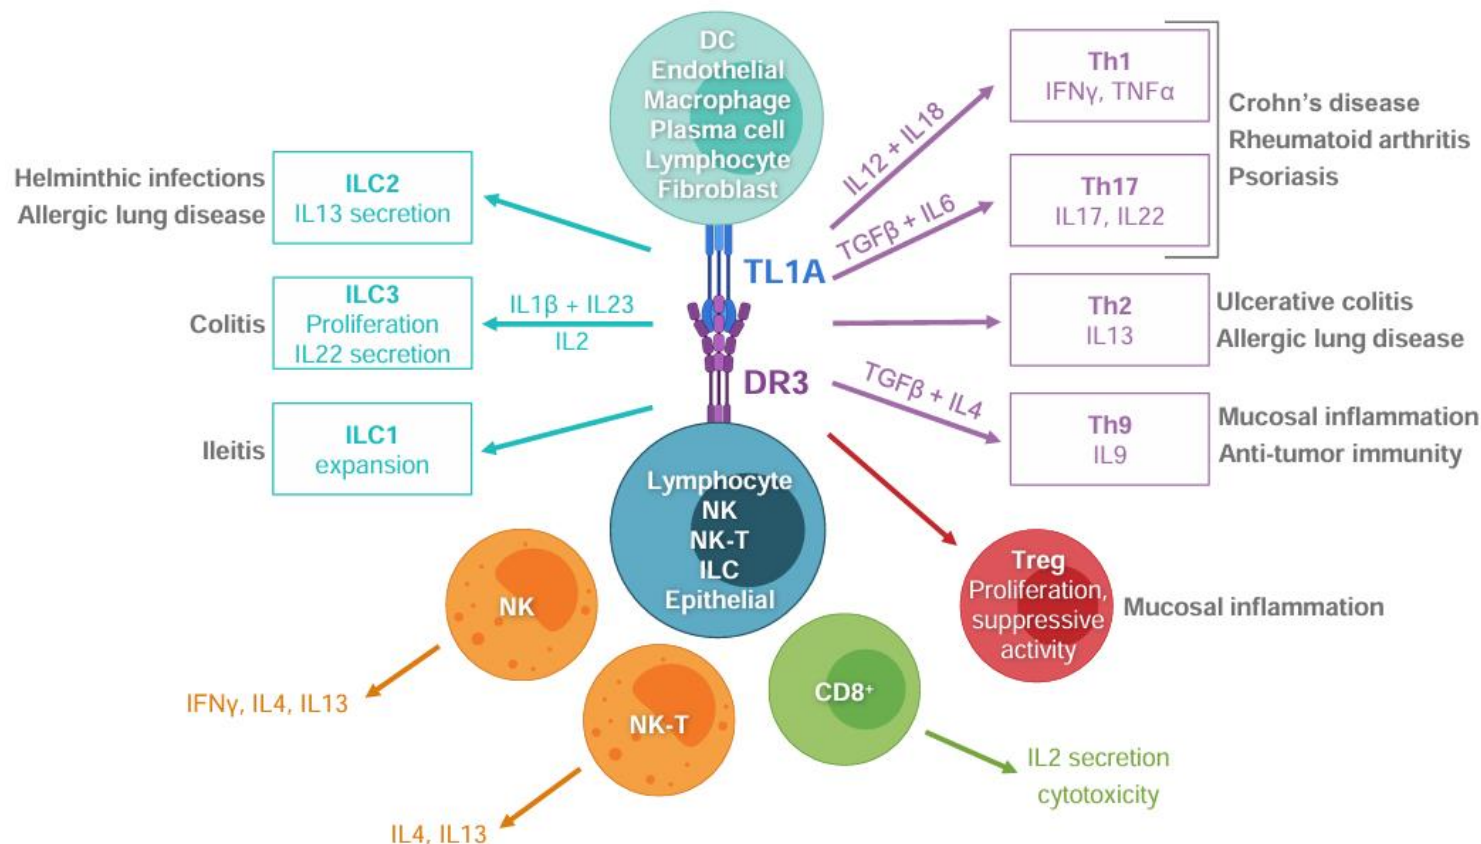 DC
Endothelial
Macrophage
Plasma cell
Lymphocyte
Fibroblast
TL1A
DR3
Lymphocyte
NK
NK-T
ILC
Epithelial
Helminthic infections
Allergic lung disease
ILC2
IL13 secretion
Colitis
ILC3
Proliferation
IL22 secretion
IL1β + IL23
IL2
Ileitis
ILC1
expansion
IL12 + IL18
Th1
IFNγ, TNFα
TGFβ + IL6
Th17
IL17, IL22
Crohn’s disease
Rheumatoid arthritis
Psoriasis
Th2
IL13
Ulcerative colitis
Allergic lung disease
TGFβ + IL4
Th9
IL9
Mucosal inflammation
Anti-tumor immunity
Treg
Proliferation,
suppressive
activity
Mucosal inflammation
NK
IFNγ, IL4, IL13
NK-T
IL4, IL13
CD8⁺
IL2 secretion
cytotoxicity